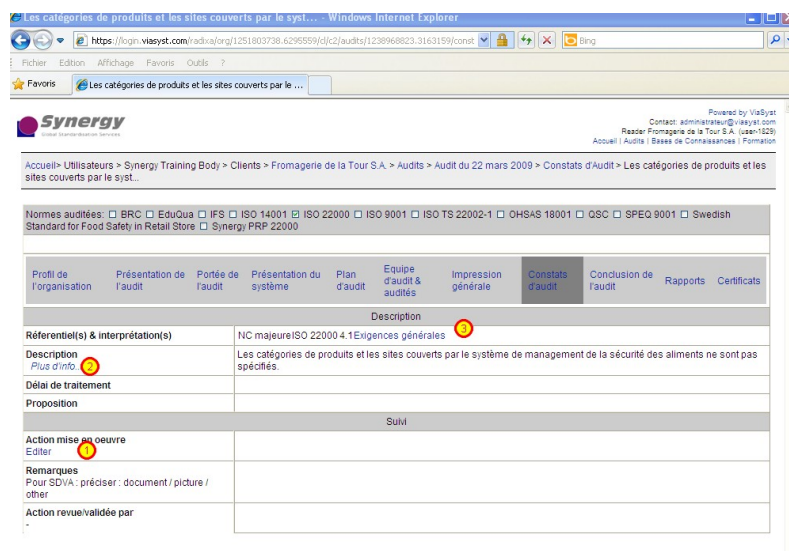 Les catégories de produits et les sites couverts par le syst... - Windows Internet Explorer
https://login.viasyst.com/radixa/org/1251803738.6295559/cl/c2/audits/1238968823.3163159/const
Bing
Fichier Edition Affichage Favoris Outils ?
Favoris Les catégories de produits et les sites couverts par le ...
Synergy
Global Standardisation Services
Powered by ViaSyst
Contact: administrateur@viasyst.com
Reader Fromagerie de la Tour S.A. (user-1829)
Accueil | Audits | Bases de Connaissances | Formation
Accueil> Utilisateurs > Synergy Training Body > Clients > Fromagerie de la Tour S.A. > Audits > Audit du 22 mars 2009 > Constats d'Audit > Les catégories de produits et les
sites couverts par le syst...
Normes auditées: BRC EduQua IFS ISO 14001 ISO 22000 ISO 9001 ISO TS 22002-1 OHSAS 18001 QSC SPEQ 9001 Swedish
Standard for Food Safety in Retail Store Synergy PRP 22000
Profil de l'organisation
Présentation de l'audit
Portée de l'audit
Présentation du système
Plan d'audit
Equipe d'audit & audités
Impression générale
Constats d'audit
Conclusion de l'audit
Rapports
Certificats
Description
Réferentiel(s) & interprétation(s) NC majeureISO 22000 4.1Exigences générales 3
Description Les catégories de produits et les sites couverts par le système de management de la sécurité des aliments ne sont pas
Plus d'info... 2 spécifiés.
Délai de traitement
Proposition
Suivi
Action mise en oeuvre
Editer 1
Remarques
Pour SDVA : préciser : document / picture /
other
Action revue/validée par
-